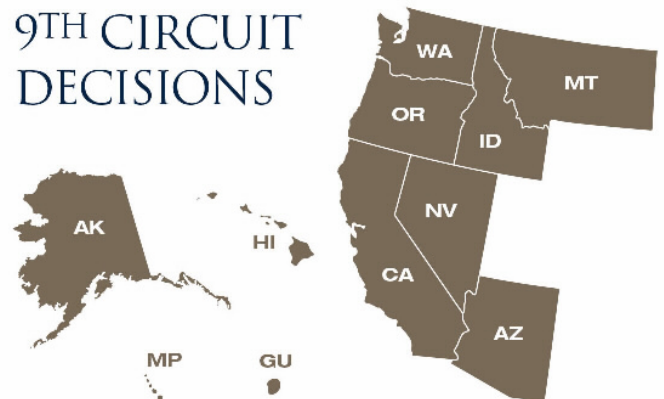 9TH CIRCUIT
DECISIONS
WA
MT
OR
ID
AK
HI
NV
CA
AZ
MP
GU